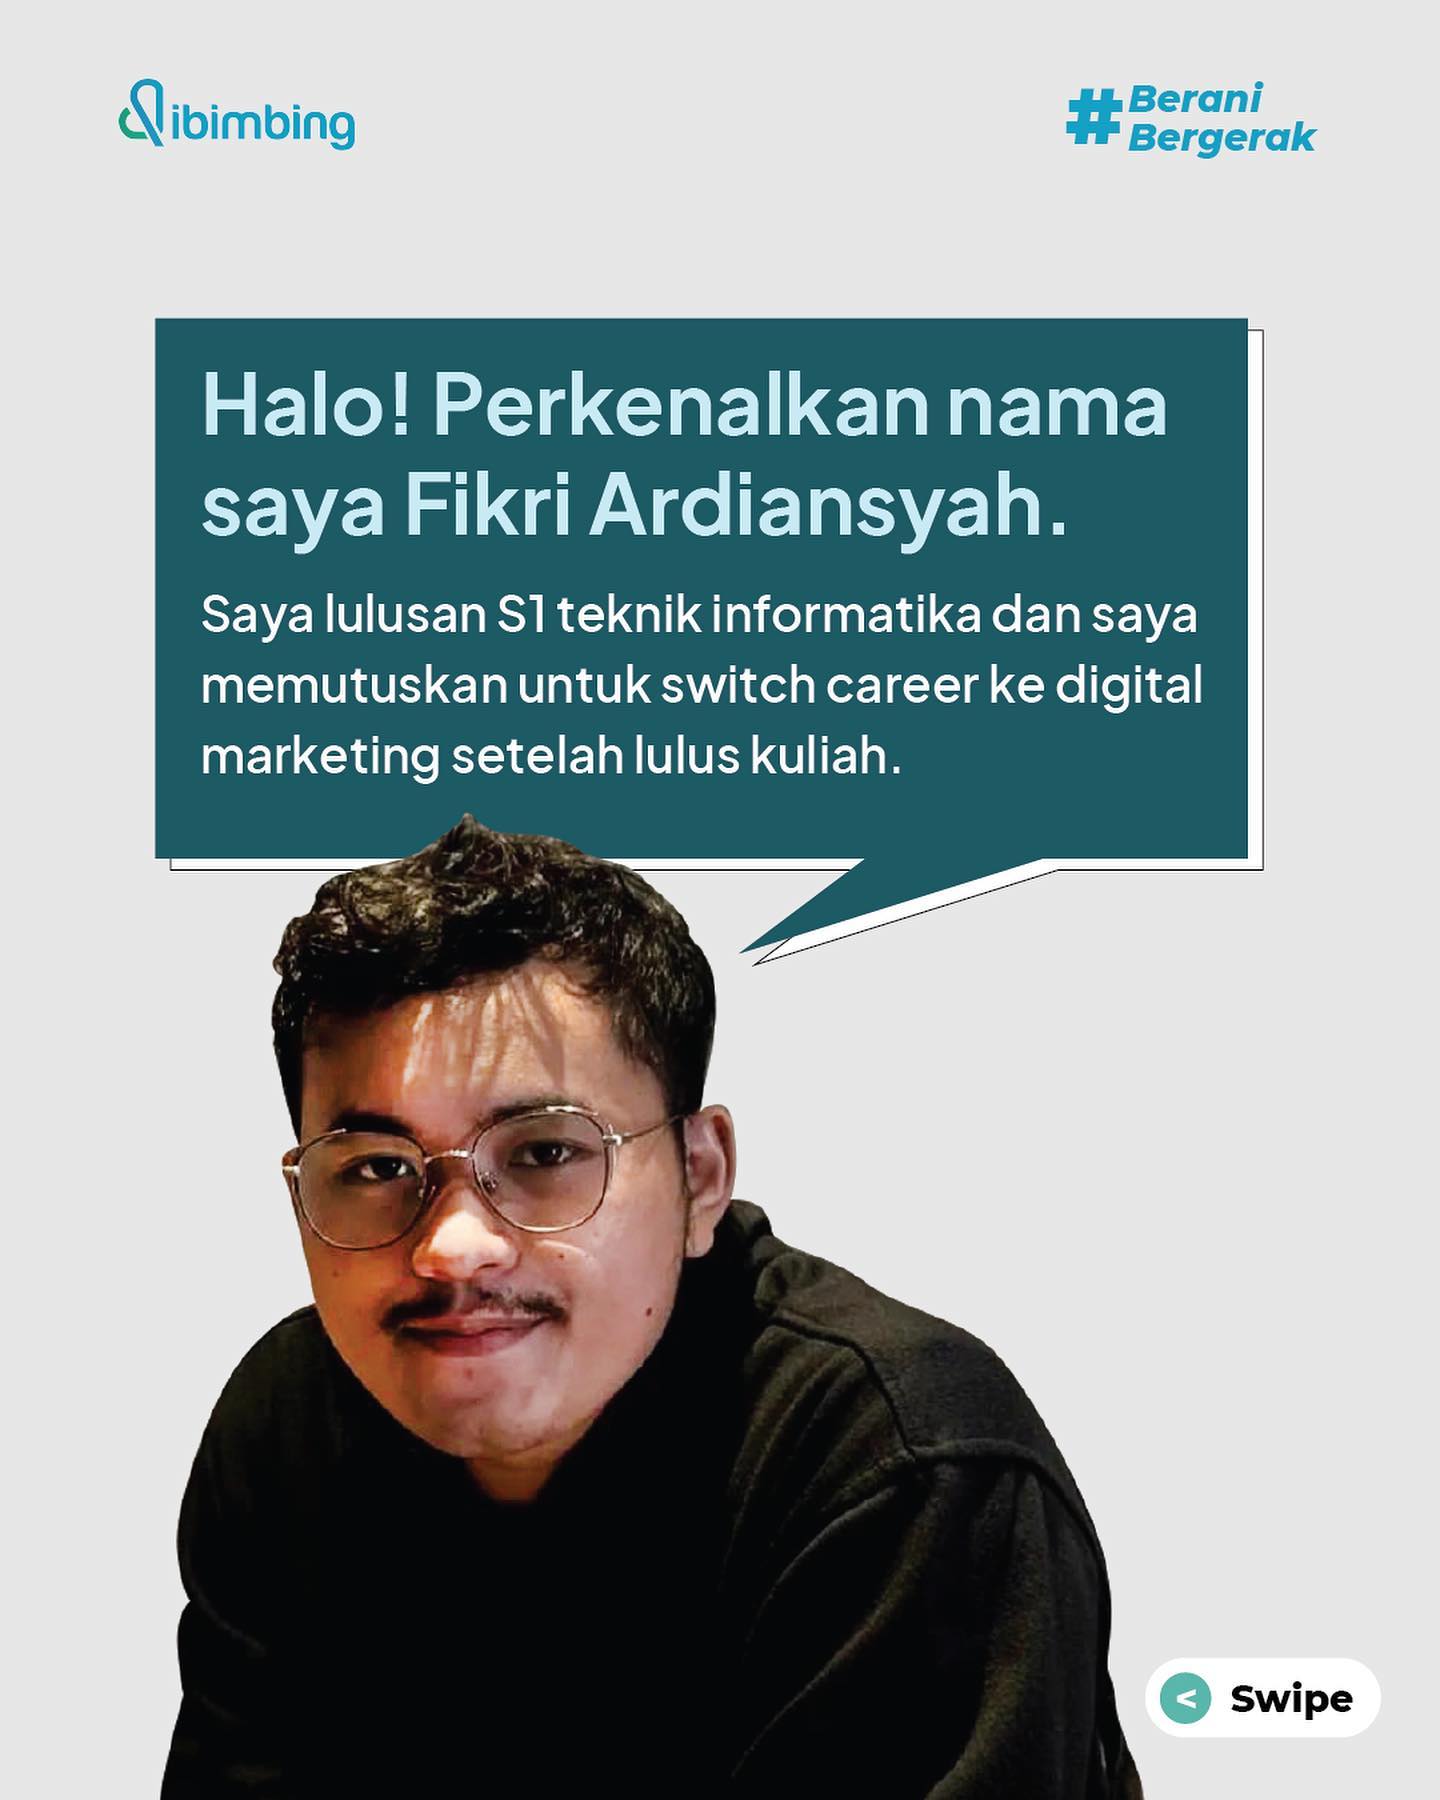 dibimbing
#Berani
Bergerak
Halo! Perkenalkan nama
saya Fikri Ardiansyah.
Saya lulusan S1 teknik informatika dan saya
memutuskan untuk switch career ke digital
marketing setelah lulus kuliah.
< Swipe